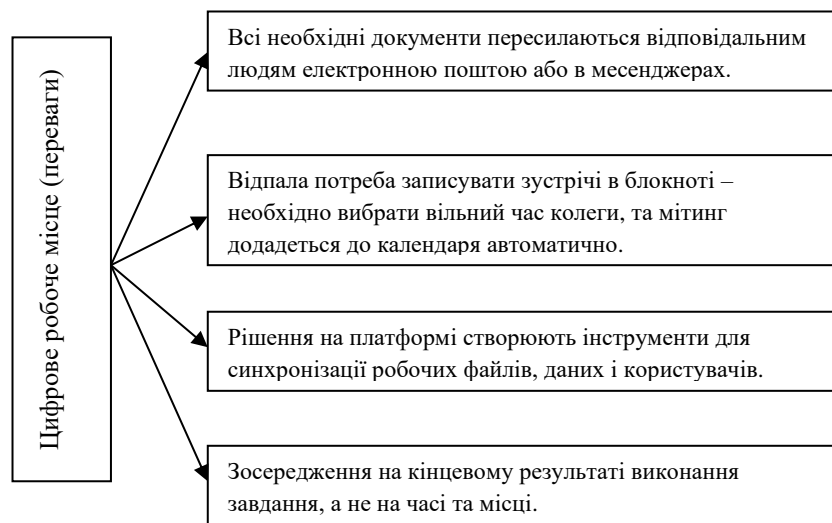 Цифрове робоче місце (переваги)
Всі необхідні документи пересилаються відповідальним
людям електронною поштою або в месенджерах.
Відпала потреба записувати зустрічі в блокноті –
необхідно вибрати вільний час колеги, та мітинг
додадеться до календаря автоматично.
Рішення на платформі створюють інструменти для
синхронізації робочих файлів, даних і користувачів.
Зосередження на кінцевому результаті виконання
завдання, а не на часі та місці.